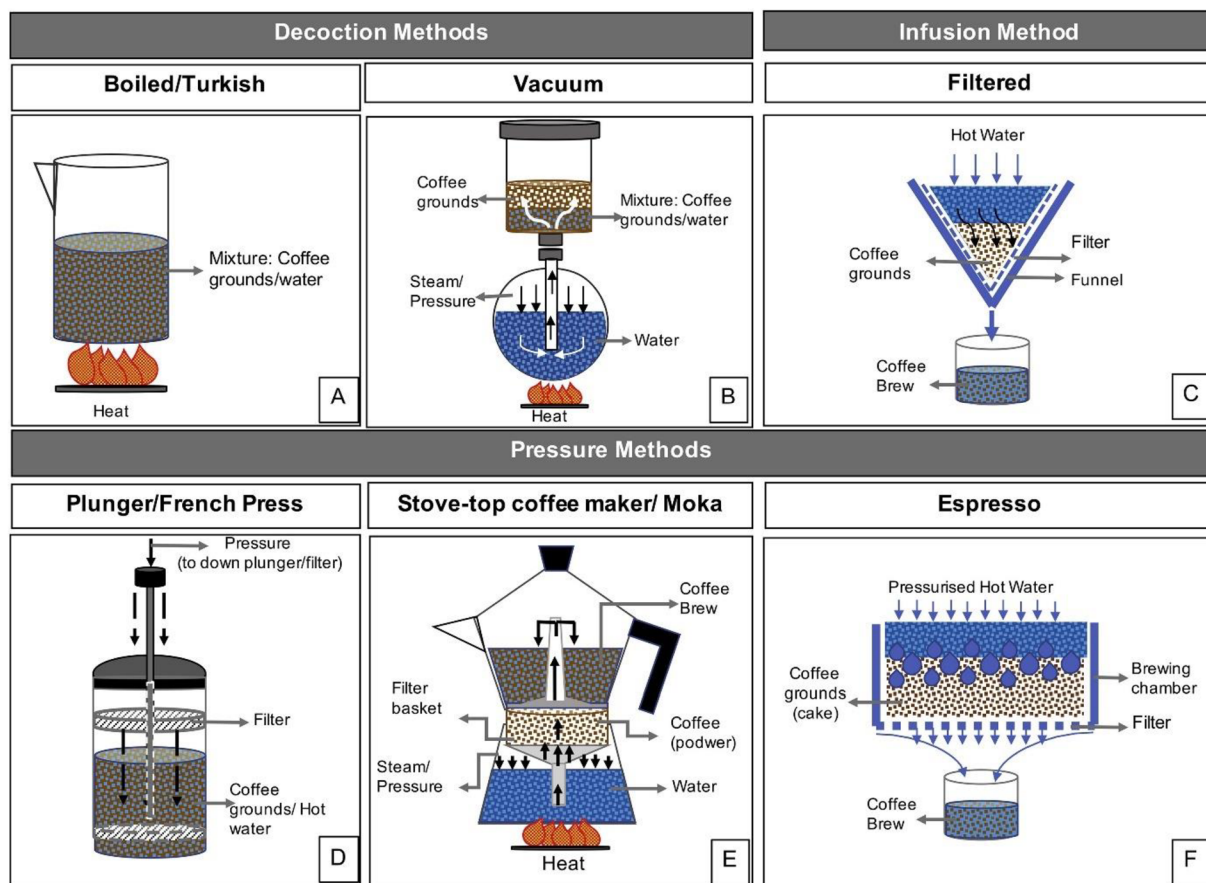 Decoction Methods
Infusion Method
Boiled/Turkish
Vacuum
Filtered
Mixture: Coffee
grounds/water
Heat
A
Coffee
grounds
Mixture: Coffee
grounds/water
Steam/
Pressure
Water
Heat
B
Hot Water
Coffee
grounds
Filter
Funnel
Coffee
Brew
C
Pressure Methods
Plunger/French Press
Stove-top coffee maker/ Moka
Espresso
Pressure
(to down plunger/filter)
Filter
Coffee
grounds/ Hot
water
D
Coffee
Brew
Filter
basket
Coffee
(podwer)
Steam/
Pressure
Water
Heat
E
Pressurised Hot Water
Coffee
grounds
(cake)
Brewing
chamber
Filter
Coffee
Brew
F